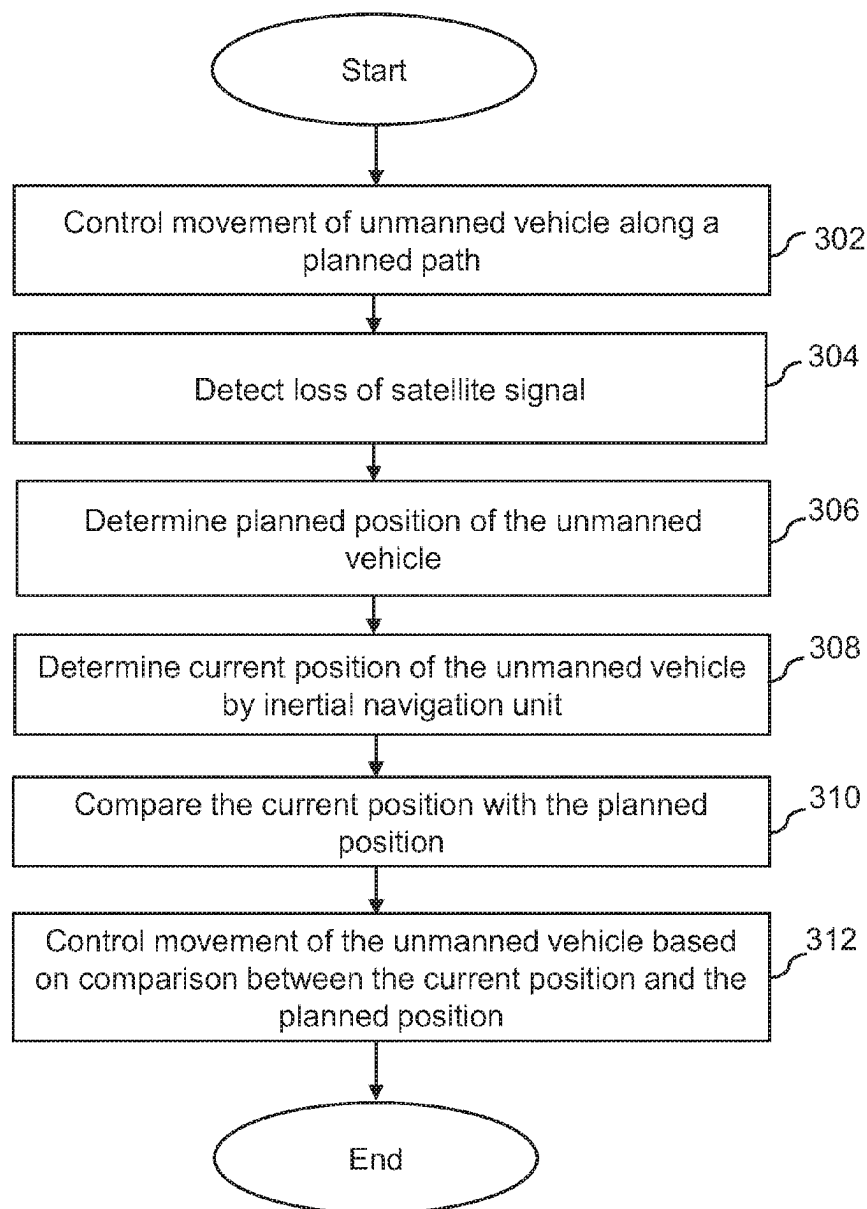 Start
Control movement of unmanned vehicle along a
planned path
302
Detect loss of satellite signal
304
Determine planned position of the unmanned
vehicle
306
Determine current position of the unmanned vehicle
by inertial navigation unit
308
Compare the current position with the planned
position
310
Control movement of the unmanned vehicle based
on comparison between the current position and the
planned position
312
End